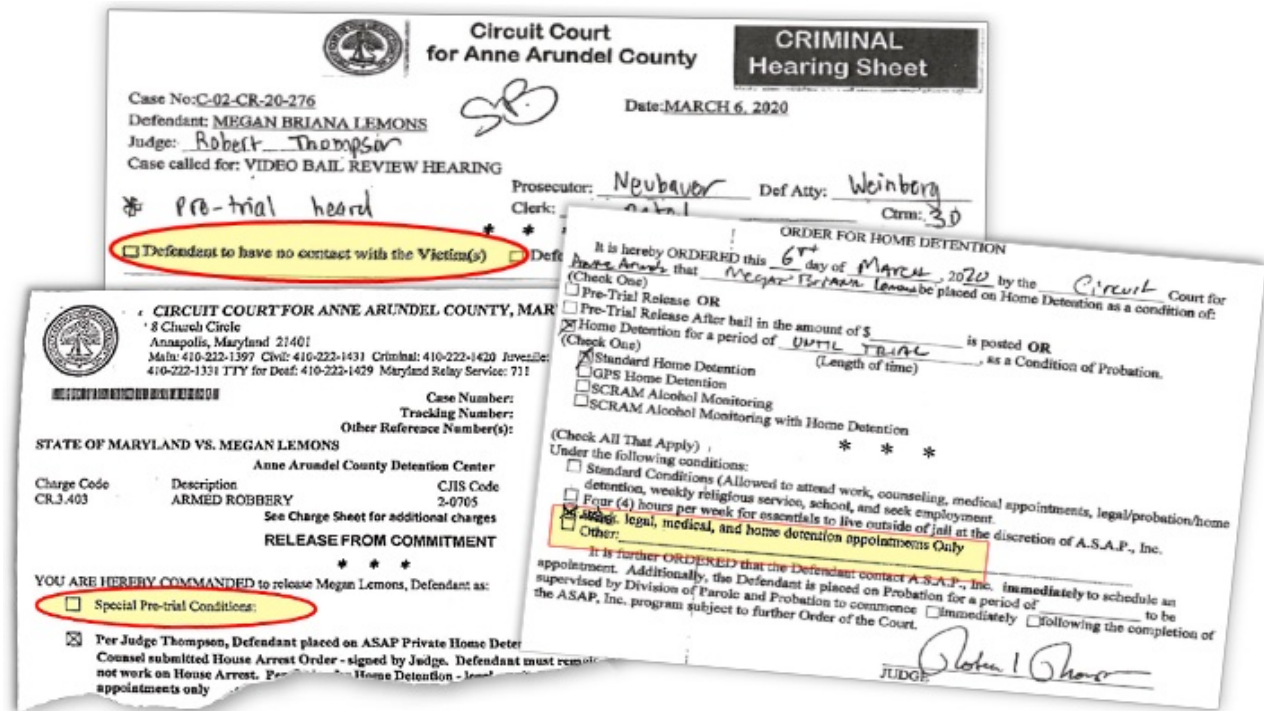 Circuit Court
for Anne Arundel County
CRIMINAL
Hearing Sheet
Case No:C-02-CR-20-276
Date:MARCH 6, 2020
Defendant: MEGAN BRIANA LEMONS
Judge: Robert Thompson
Case called for: VIDEO BAIL REVIEW HEARING
Prosecutor: Neubauer Def Atty: Weinberg
* Pre-trial heard
Clerk: Ctrm: 3D
* *
☐ Defendant to have no contact with the Victim(s) ☐ Defe
CIRCUIT COURT FOR ANNE ARUNDEL COUNTY, MAR
8 Church Circle
Annapolis, Maryland 21401
Main: 410-222-1397 Civil: 410-222-1431 Criminal: 410-222-1420 Juvenile:
410-222-1331 TTY for Deaf: 410-222-1429 Maryland Relay Service: 711
Case Number:
Tracking Number:
Other Reference Number(s):
STATE OF MARYLAND VS. MEGAN LEMONS
Anne Arundel County Detention Center
Charge Code Description CJIS Code
CR.3.403 ARMED ROBBERY 2-0705
See Charge Sheet for additional charges
RELEASE FROM COMMITMENT
* * *
YOU ARE HEREBY COMMANDED to release Megan Lemons, Defendant as:
☐ Special Pre-trial Conditions:
☒ Per Judge Thompson, Defendant placed on ASAP Private Home Deten
Counsel submitted House Arrest Order - signed by Judge. Defendant must remain
not work on House Arrest. Home Detention - legal
appointments only
ORDER FOR HOME DETENTION
It is hereby ORDERED this 6th day of MARCH, 2020 by the Circuit Court for
Anne Arundel that Megan Briana Lemons be placed on Home Detention as a condition of:
(Check One)
☐ Pre-Trial Release OR
☐ Pre-Trial Release After bail in the amount of $ is posted OR
☒ Home Detention for a period of UNTIL TRIAL, as a Condition of Probation.
(Check One) (Length of time)
☒ Standard Home Detention
☐ GPS Home Detention
☐ SCRAM Alcohol Monitoring
☐ SCRAM Alcohol Monitoring with Home Detention
* * *
(Check All That Apply)
Under the following conditions:
☐ Standard Conditions (Allowed to attend work, counseling, medical appointments, legal/probation/home
detention, weekly religious service, school, and seek employment.
☐ Four (4) hours per week for essentials to live outside of jail at the discretion of A.S.A.P., Inc.
☒ legal, medical, and home detention appointments Only
☐ Other:
It is further ORDERED that the Defendant contact A.S.A.P., Inc. immediately to schedule an
appointment. Additionally, the Defendant is placed on Probation for a period of to be
supervised by Division of Parole and Probation to commence ☐immediately ☐following the completion of
the ASAP, Inc. program subject to further Order of the Court.
JUDGE